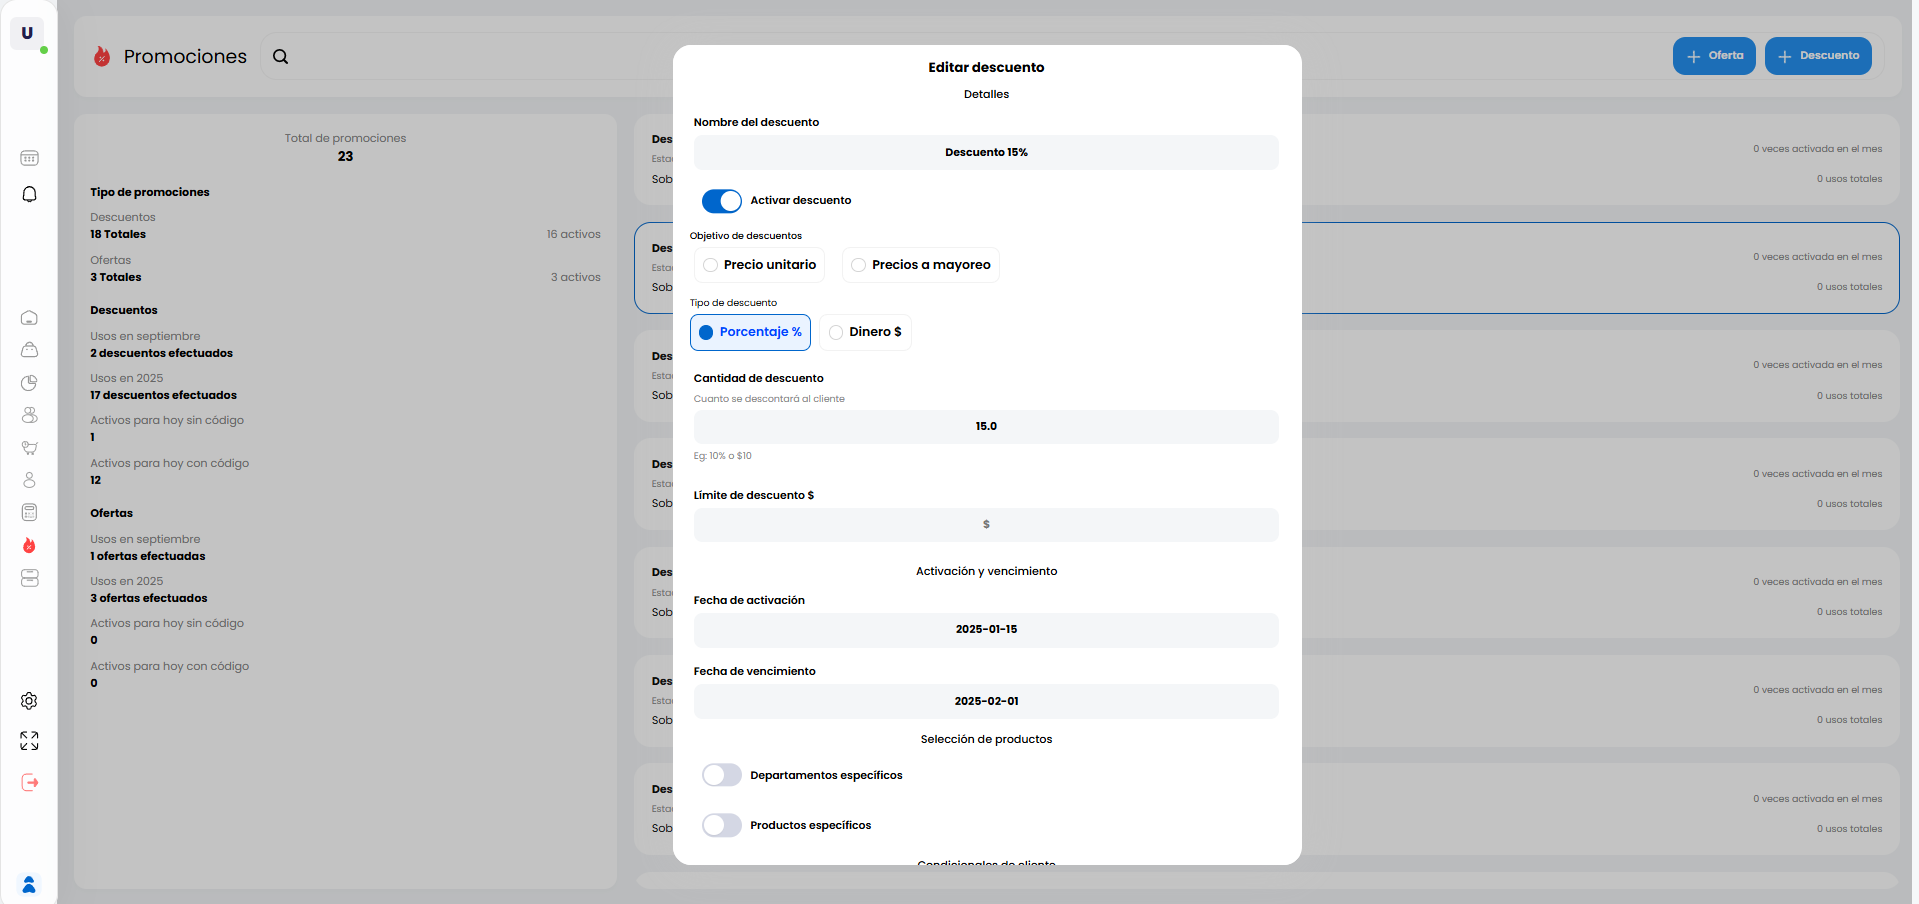 U
Promociones
Oferta
Descuento
Total de promociones
23
Tipo de promociones
Descuentos
18 Totales
16 activos
Ofertas
3 Totales
3 activos
Descuentos
Usos en septiembre
2 descuentos efectuados
Usos en 2025
17 descuentos efectuados
Activos para hoy sin código
1
Activos para hoy con código
12
Ofertas
Usos en septiembre
1 ofertas efectuadas
Usos en 2025
3 ofertas efectuados
Activos para hoy sin código
0
Activos para hoy con código
0
Editar descuento
Detalles
Nombre del descuento
Descuento 15%
Activar descuento
Objetivo de descuentos
Precio unitario
Precios a mayoreo
Tipo de descuento
Porcentaje %
Dinero $
Cantidad de descuento
Cuanto se descontará al cliente
15.0
Eg: 10% o $10
Límite de descuento $
$
Activación y vencimiento
Fecha de activación
2025-01-15
Fecha de vencimiento
2025-02-01
Selección de productos
Departamentos específicos
Productos específicos
Condicionales de cliente
Des
Esta
Sob
0 veces activada en el mes
0 usos totales
Des
Esta
Sob
0 veces activada en el mes
0 usos totales
Des
Esta
Sob
0 veces activada en el mes
0 usos totales
Des
Esta
Sob
0 veces activada en el mes
0 usos totales
Des
Esta
Sob
0 veces activada en el mes
0 usos totales
Des
Esta
Sob
0 veces activada en el mes
0 usos totales
Des
Esta
Sob
0 veces activada en el mes
0 usos totales